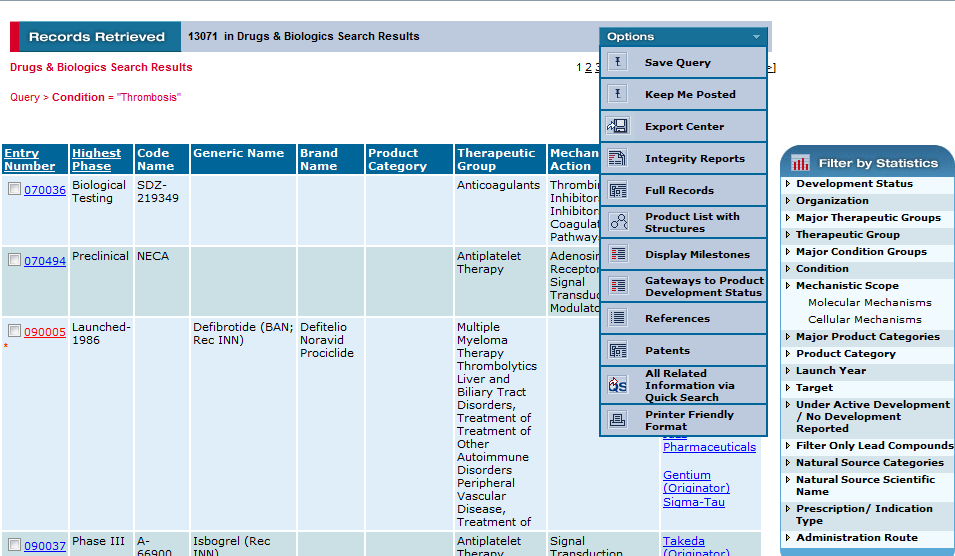 Records Retrieved
13071 in Drugs & Biologics Search Results
Drugs & Biologics Search Results
1 2 3
Query > Condition = "Thrombosis"
Options
Save Query
Keep Me Posted
Export Center
Integrity Reports
Full Records
Product List with
Structures
Display Milestones
Gateways to Product
Development Status
References
Patents
All Related
Information via
Quick Search
Printer Friendly
Format
Entry
Number
Highest
Phase
Code
Name
Generic Name
Brand
Name
Product
Category
Therapeutic
Group
Mechan
Action
070036
Biological
Testing
SDZ-
219349
Anticoagulants
Thrombi
Inhibitor
Inhibitor
Coagulat
Pathway
070494
Preclinical
NECA
Antiplatelet
Therapy
Adenosin
Receptor
Signal
Transduc
Modulato
090005
*
Launched-
1986
Defibrotide (BAN;
Rec INN)
Defitelio
Noravid
Prociclide
Multiple
Myeloma
Therapy
Thrombolytics
Liver and
Biliary Tract
Disorders,
Treatment of
Treatment of
Other
Autoimmune
Disorders
Peripheral
Vascular
Disease,
Treatment of
Pharmaceuticals
Gentium
(Originator)
Sigma-Tau
090037
Phase III
A-
66900
Isbogrel (Rec
INN)
Antiplatelet
Therapy
Signal
Transduction
Takeda
(Originator)
Filter by Statistics
Development Status
Organization
Major Therapeutic Groups
Therapeutic Group
Major Condition Groups
Condition
Mechanistic Scope
Molecular Mechanisms
Cellular Mechanisms
Major Product Categories
Product Category
Launch Year
Target
Under Active Development
/ No Development
Reported
Filter Only Lead Compounds
Natural Source Categories
Natural Source Scientific
Name
Prescription/ Indication
Type
Administration Route